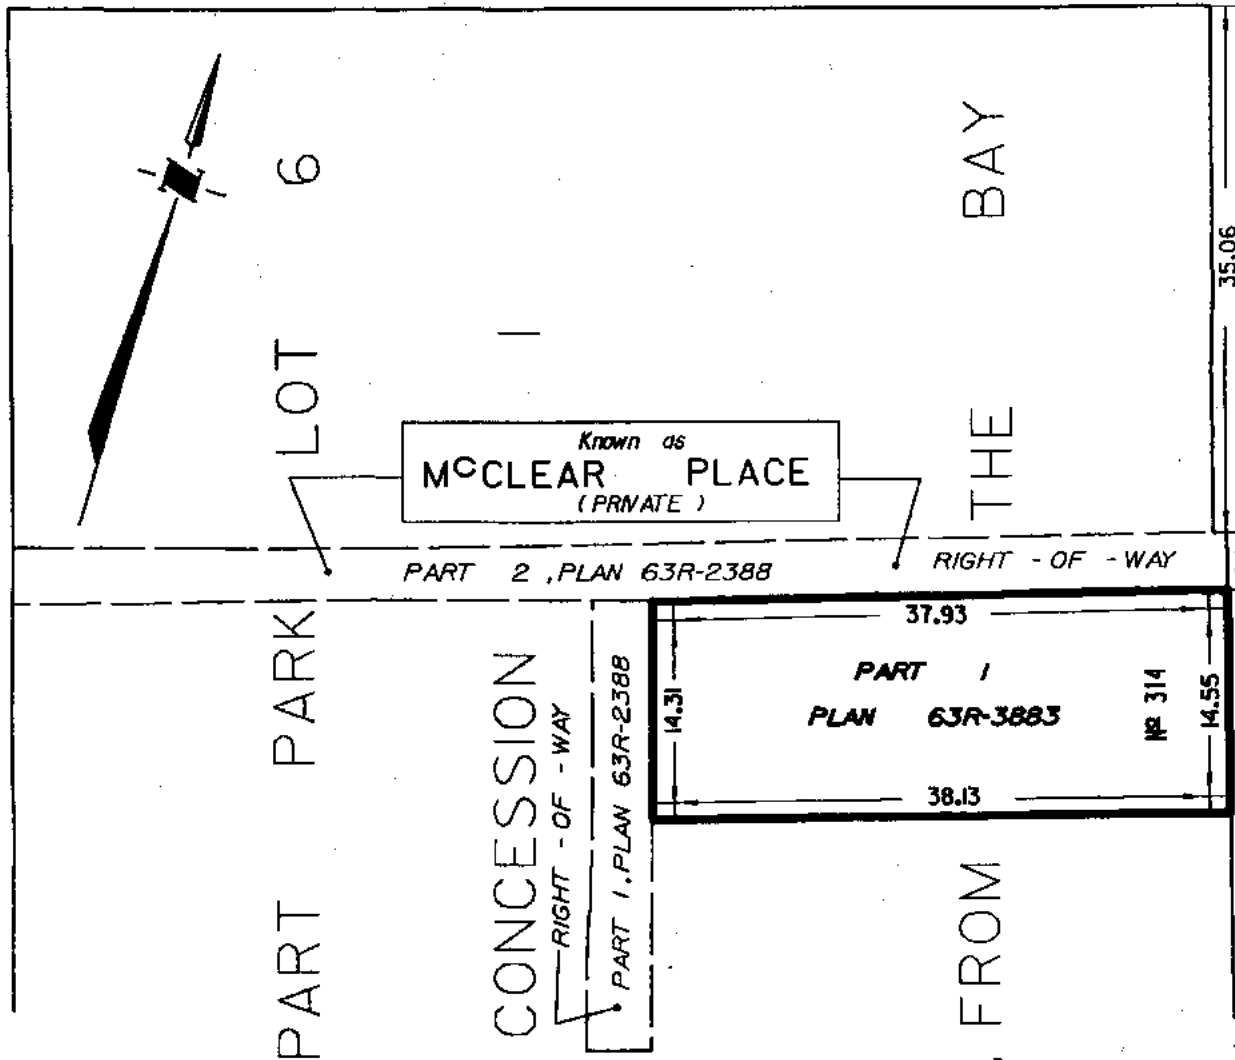 PART PARK LOT 6
CONCESSION 1
FROM THE BAY
35.06
Known as
McCLEAR PLACE
(PRIVATE)
PART 2, PLAN 63R-2388
RIGHT-OF-WAY
RIGHT-OF-WAY
PART 1, PLAN 63R-2388
37.93
14.31
PART 1
PLAN 63R-3883
Nº 314
14.55
38.13